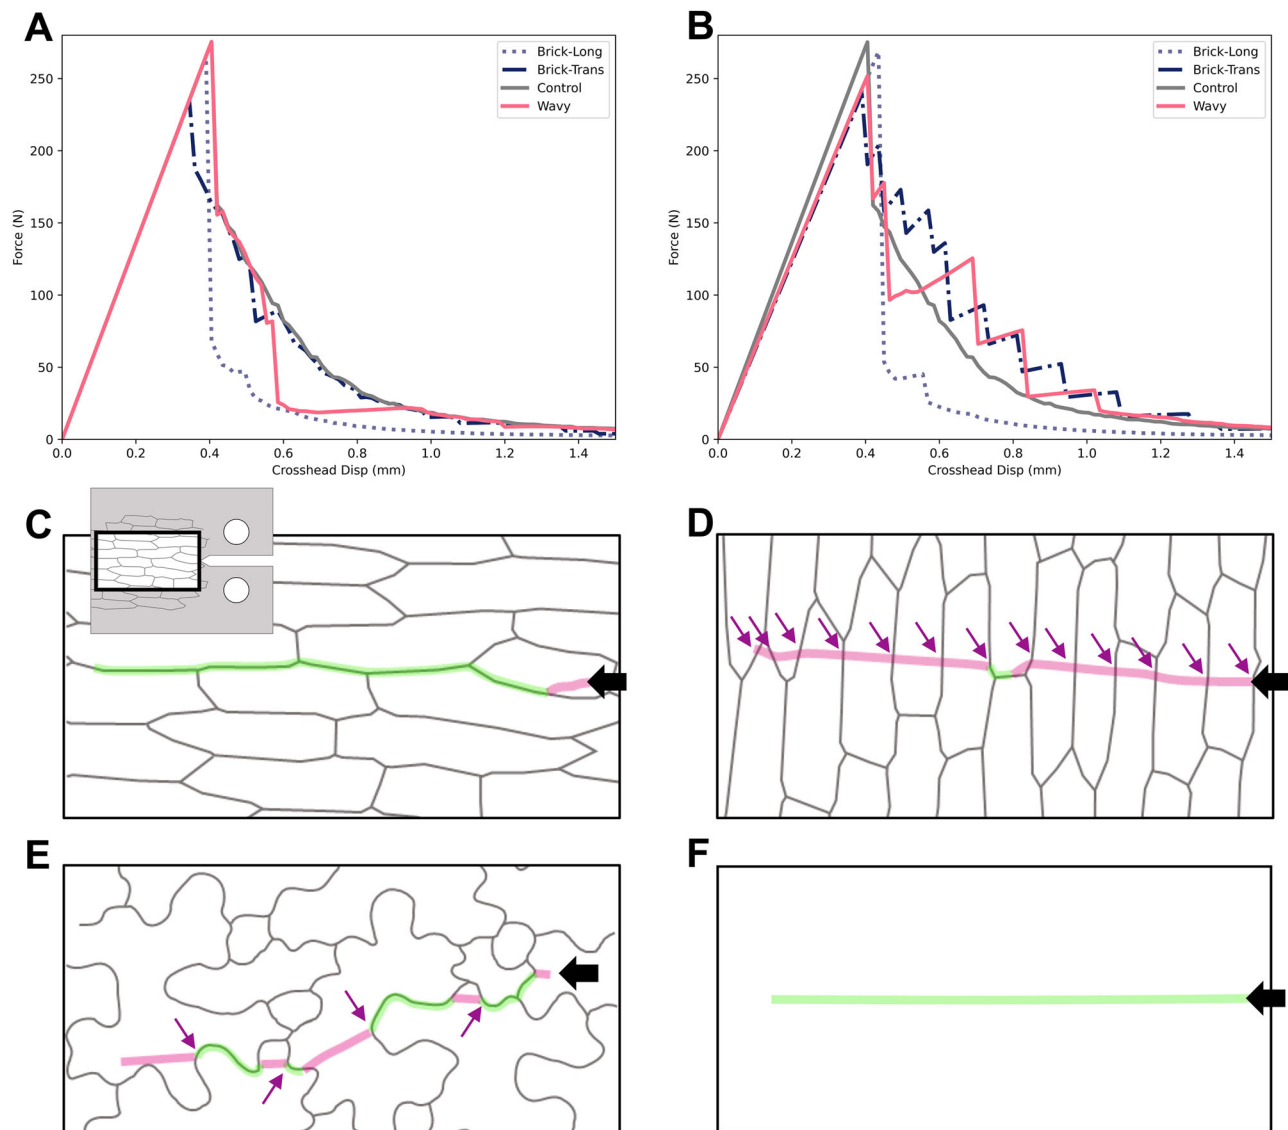 A
Brick-Long
Brick-Trans
Control
Wavy
250
200
150
100
50
0
Force (N)
0.0 0.2 0.4 0.6 0.8 1.0 1.2 1.4
Crosshead Disp (mm)
B
Brick-Long
Brick-Trans
Control
Wavy
250
200
150
100
50
0
Force (N)
0.0 0.2 0.4 0.6 0.8 1.0 1.2 1.4
Crosshead Disp (mm)
C
D
E
F